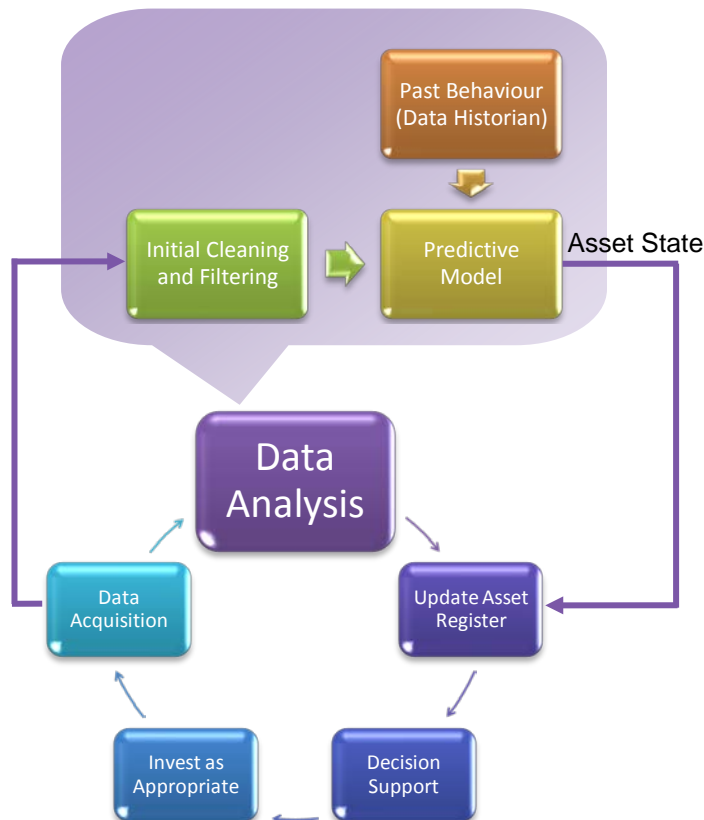 Past Behaviour
(Data Historian)
Initial Cleaning
and Filtering
Predictive
Model
Asset State
Data
Analysis
Data
Acquisition
Update Asset
Register
Invest as
Appropriate
Decision
Support